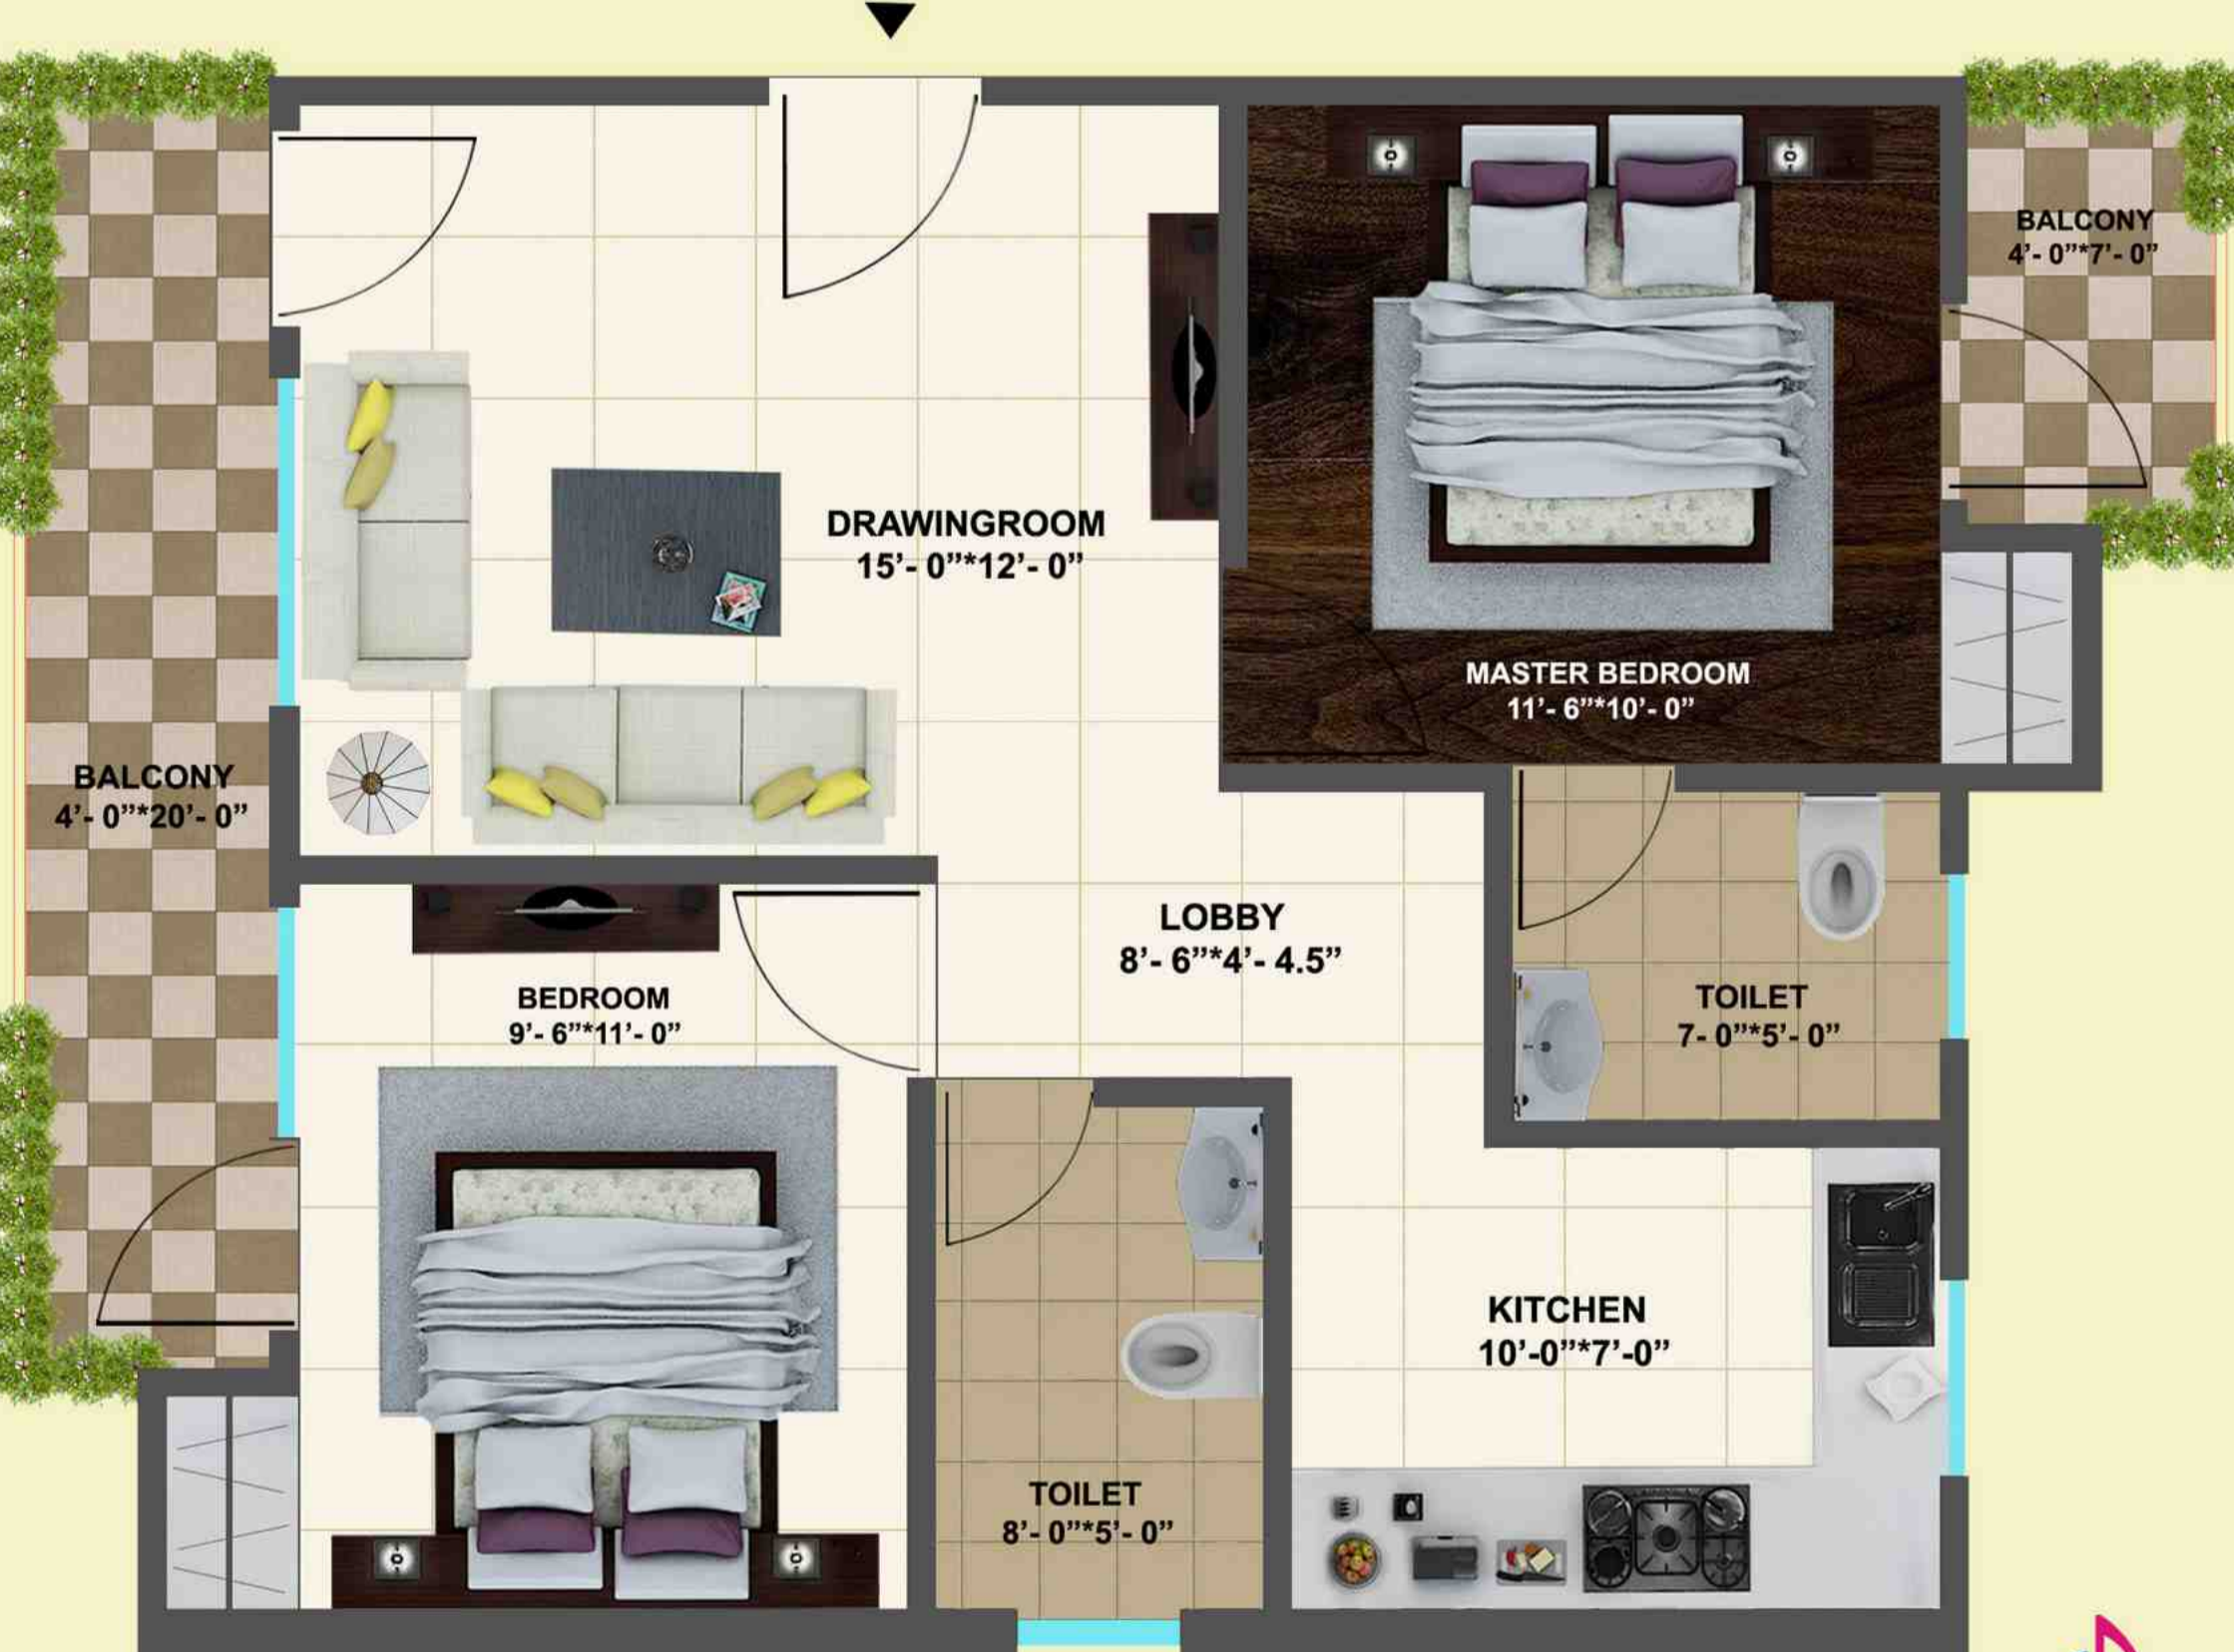 BALCONY
4'- 0”*7'- 0”
DRAWINGROOM
15'- 0”*12'- 0”
MASTER BEDROOM
11'- 6”*10'- 0”
BALCONY
4'- 0”*20'- 0”
LOBBY
8'- 6”*4'- 4.5”
BEDROOM
9'- 6”*11'- 0”
TOILET
7- 0”*5'- 0”
KITCHEN
10'-0”*7'-0”
TOILET
8'- 0”*5'- 0”